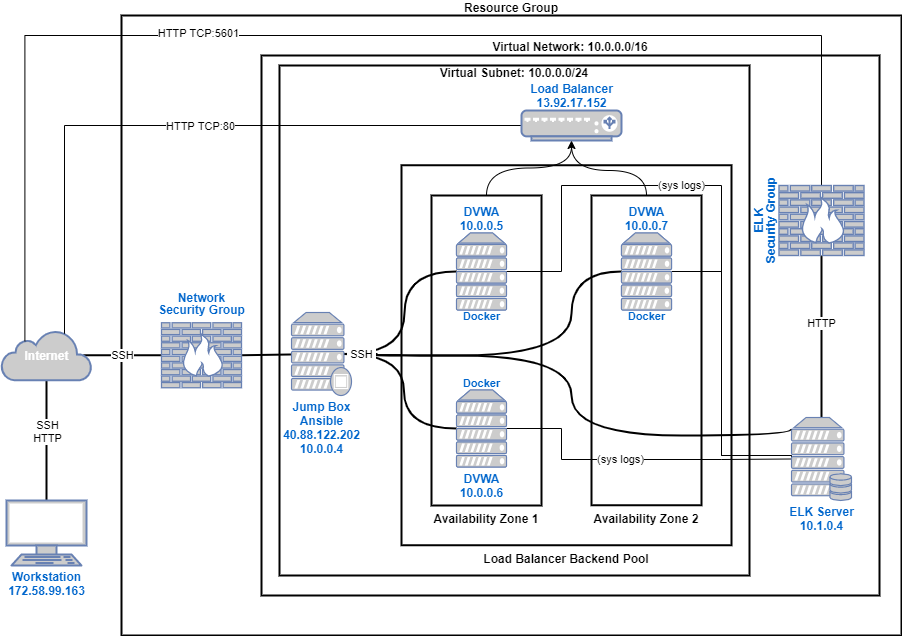 Resource Group
HTTP TCP:5601
Virtual Network: 10.0.0.0/16
Virtual Subnet: 10.0.0.0/24
Load Balancer
13.92.17.152
HTTP TCP:80
(sys logs)
ELK
Security Group
DVWA
10.0.0.5
Docker
DVWA
10.0.0.7
Docker
Network
Security Group
HTTP
Internet
SSH
SSH
Jump Box
Ansible
40.88.122.202
10.0.0.4
Docker
DVWA
10.0.0.6
(sys logs)
SSH
HTTP
ELK Server
10.1.0.4
Availability Zone 1
Availability Zone 2
Load Balancer Backend Pool
Workstation
172.58.99.163